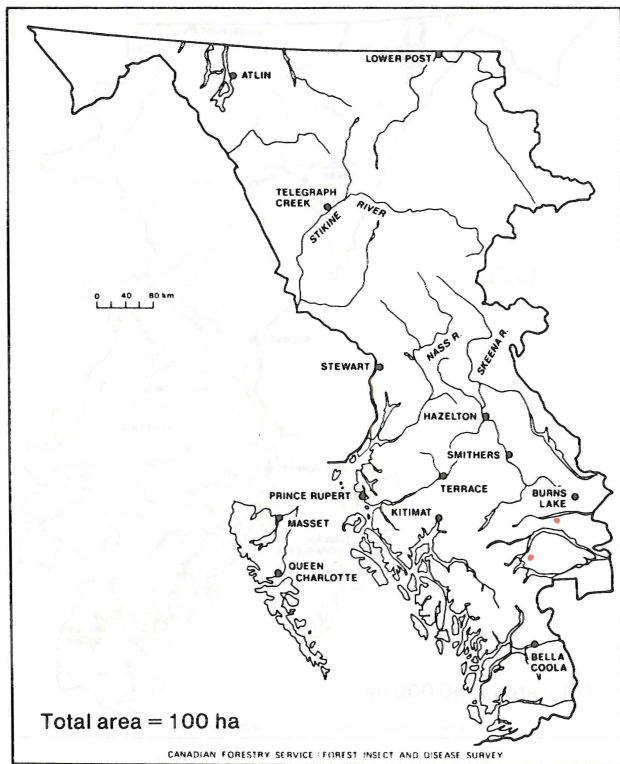 LOWER POST
ATLIN
TELEGRAPH
CREEK
STIKINE
RIVER
0 40 80 km
STEWART
NASS R.
SKEENA R.
HAZELTON
SMITHERS
TERRACE
PRINCE RUPERT
KITIMAT
BURNS
LAKE
MASSET
QUEEN
CHARLOTTE
BELLA
COOLA
Total area = 100 ha
CANADIAN FORESTRY SERVICE / FOREST INSECT AND DISEASE SURVEY